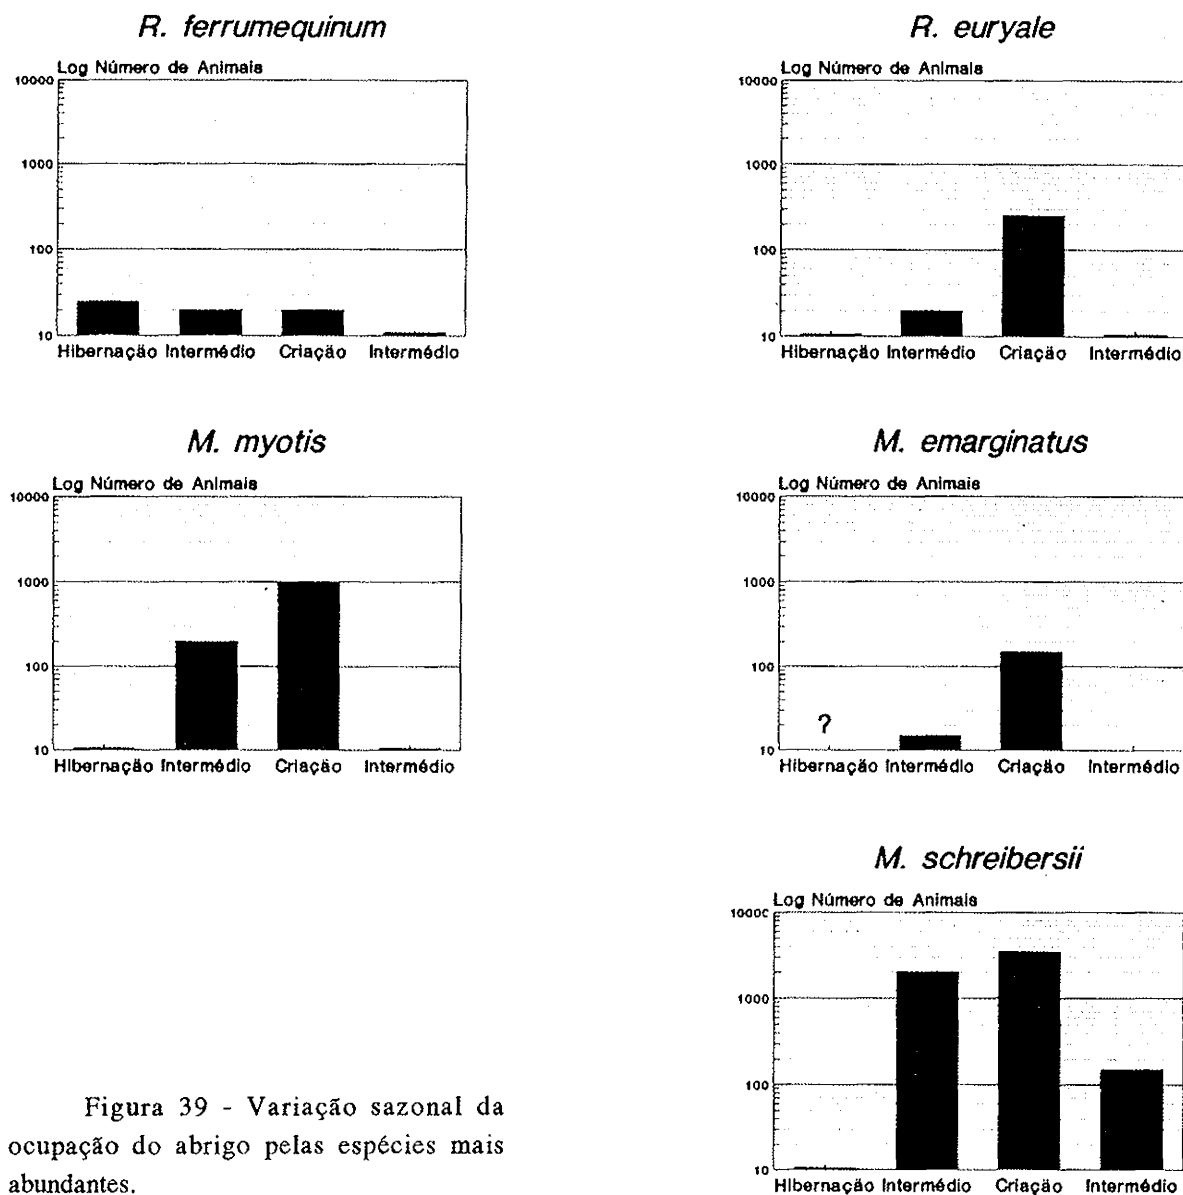 R. ferrumequinum
Log Número de Animais
10000
1000
100
10
Hibernação Intermédio Criação Intermédio
R. euryale
Log Número de Animais
10000
1000
100
10
Hibernação Intermédio Criação Intermédio
M. myotis
Log Número de Animais
10000
1000
100
10
Hibernação Intermédio Criação Intermédio
M. emarginatus
Log Número de Animais
10000
1000
100
?
10
Hibernação Intermédio Criação Intermédio
M. schreibersii
Log Número de Animais
10000
1000
100
10
Hibernação Intermédio Criação Intermédio
Figura 39 - Variação sazonal da
ocupação do abrigo pelas espécies mais
abundantes.